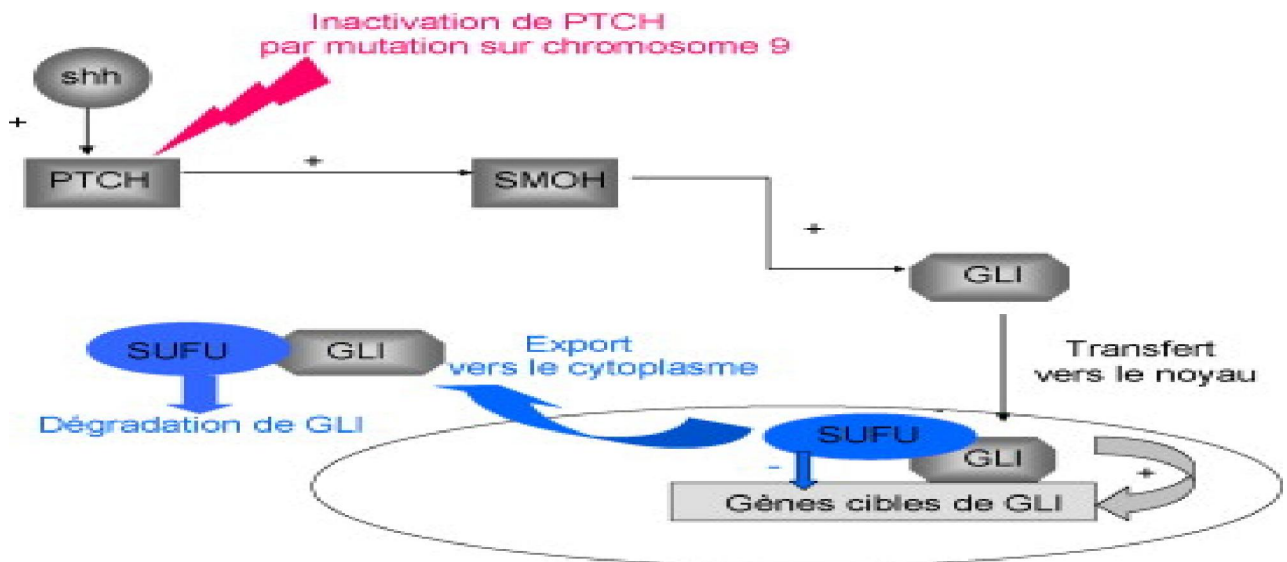 Inactivation de PTCH
par mutation sur chromosome 9
shh
+
PTCH
+
SMOH
+
GLI
SUFU
GLI
Export
vers le cytoplasme
Transfert
vers le noyau
Dégradation de GLI
SUFU
GLI
-
+
Gènes cibles de GLI